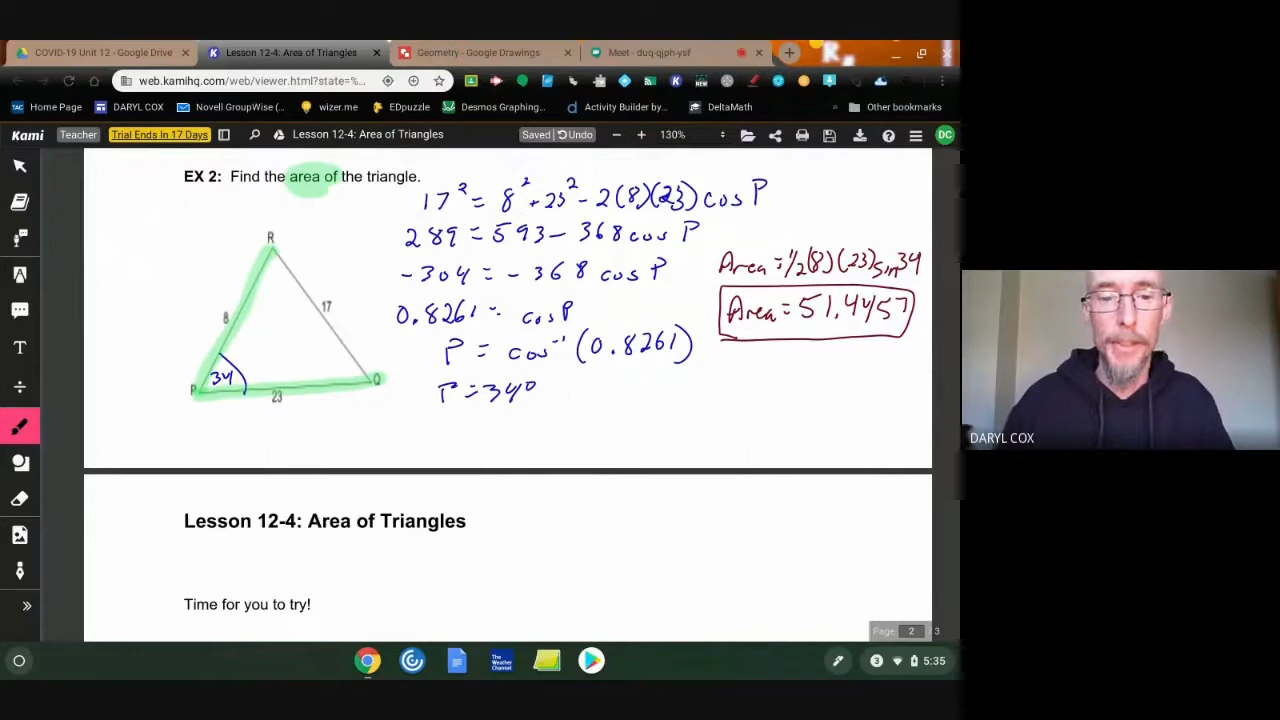 COVID-19 Unit 12 - Google Drive
Lesson 12-4: Area of Triangles
Geometry - Google Drawings
Meet - duq-qjph-ysf
web.kamihq.com/web/viewer.html?state=%...
Home Page
DARYL COX
Novell GroupWise (...
wizer.me
EDpuzzle
Desmos Graphing...
Activity Builder by...
DeltaMath
Other bookmarks
Kami
Teacher
Trial Ends In 17 Days
Lesson 12-4: Area of Triangles
Saved
Undo
130%
DC
EX 2: Find the area of the triangle.
R
8
17
P
34
Q
23
17² = 8² + 23² - 2(8)(23) cos P
289 = 593 - 368 cos P
-304 = - 368 cos P
0.8261 = cos P
P = cos⁻¹ (0.8261)
P = 34°
Area = 1/2(8)(23) sin 34
Area = 51.4457
DARYL COX
Lesson 12-4: Area of Triangles
Time for you to try!
Page 2 / 3
The Weather Channel
3
5:35